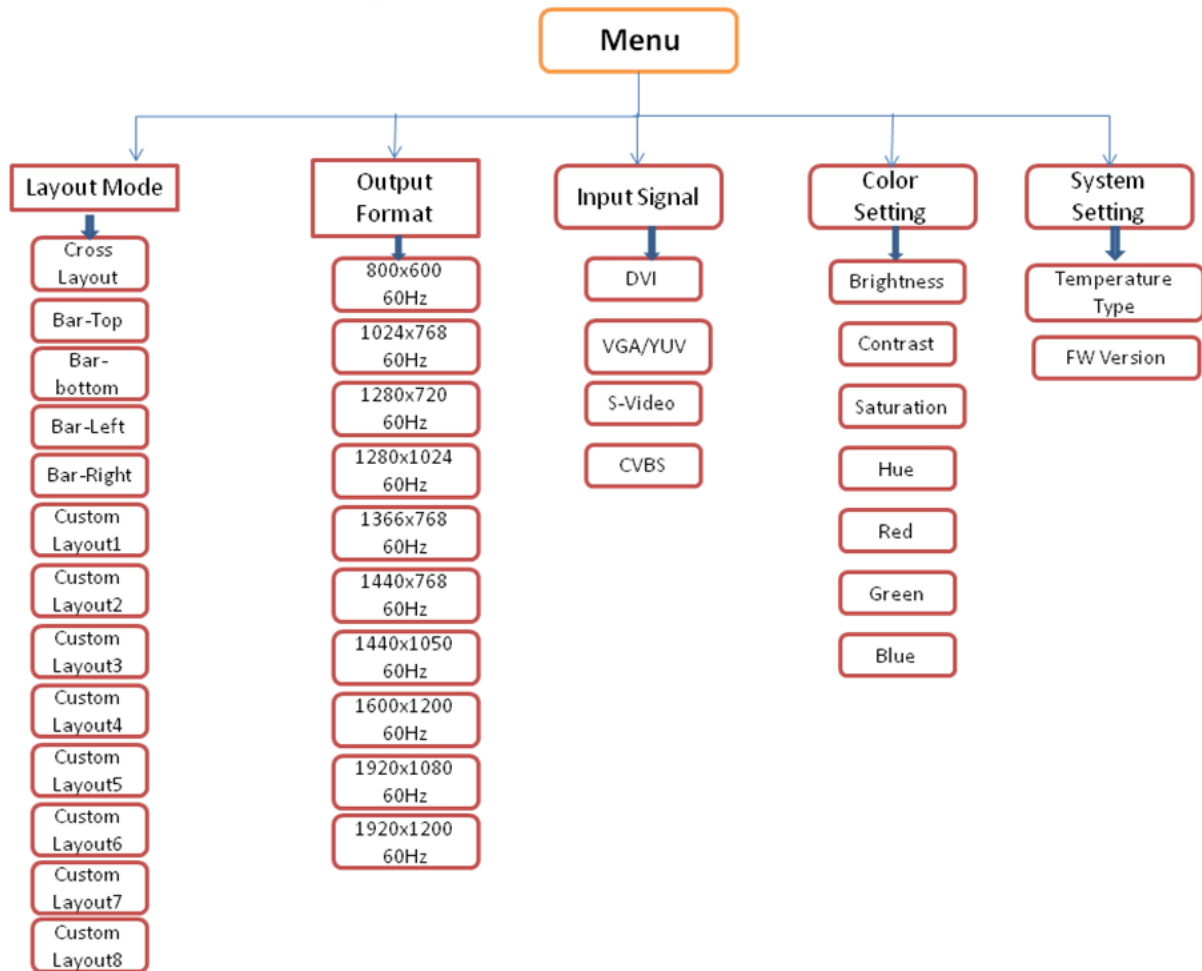 Menu
Layout Mode
Cross
Layout
Bar-Top
Bar-
bottom
Bar-Left
Bar-Right
Custom
Layout1
Custom
Layout2
Custom
Layout3
Custom
Layout4
Custom
Layout5
Custom
Layout6
Custom
Layout7
Custom
Layout8
Output
Format
800x600
60Hz
1024x768
60Hz
1280x720
60Hz
1280x1024
60Hz
1366x768
60Hz
1440x768
60Hz
1440x1050
60Hz
1600x1200
60Hz
1920x1080
60Hz
1920x1200
60Hz
Input Signal
DVI
VGA/YUV
S-Video
CVBS
Color
Setting
Brightness
Contrast
Saturation
Hue
Red
Green
Blue
System
Setting
Temperature
Type
FW Version